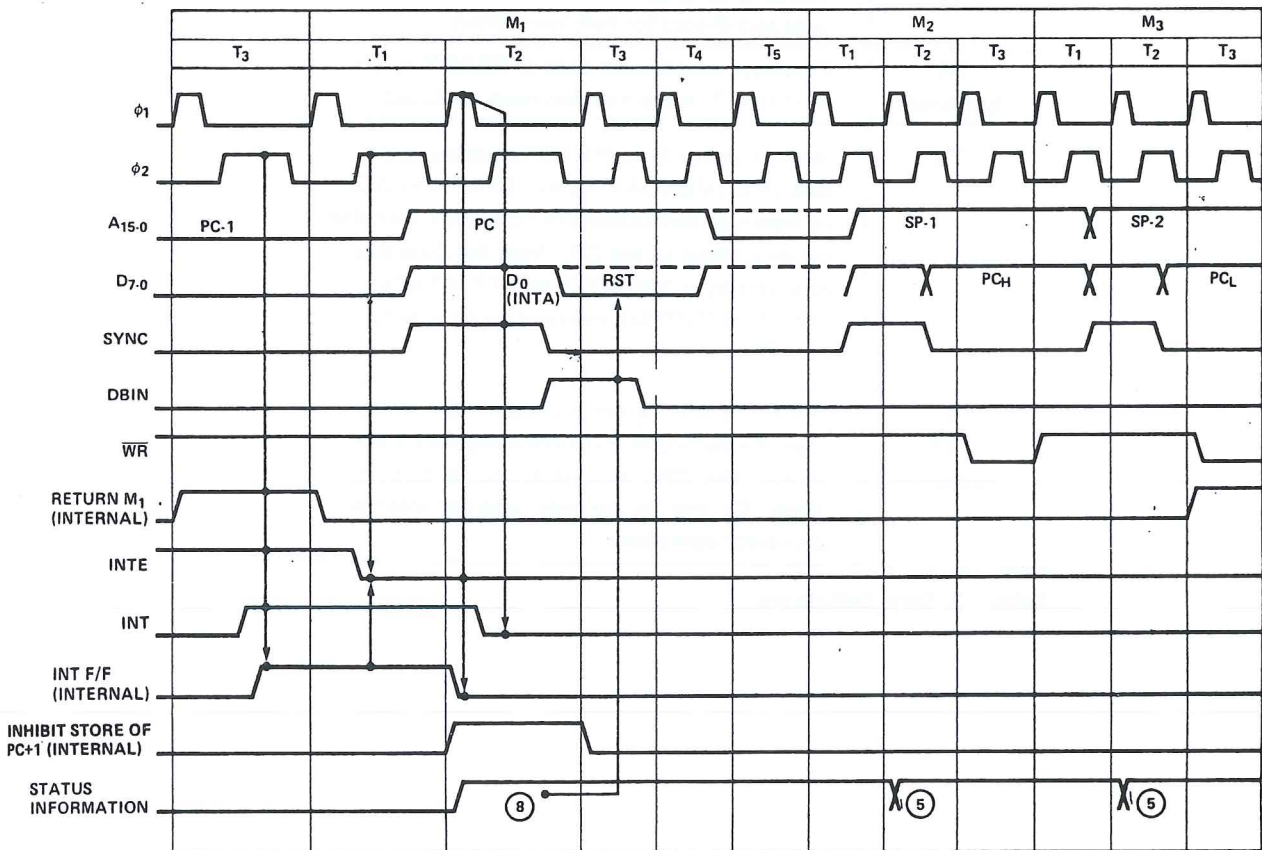 M1 M2 M3
T3 T1 T2 T3 T4 T5 T1 T2 T3 T1 T2 T3
φ1
φ2
A15-0 PC-1 PC SP-1 SP-2
D7-0 D0 (INTA) RST PCH PCL
SYNC
DBIN
WR
RETURN M1
(INTERNAL)
INTE
INT
INT F/F
(INTERNAL)
INHIBIT STORE OF
PC+1 (INTERNAL)
STATUS
INFORMATION
8 5 5